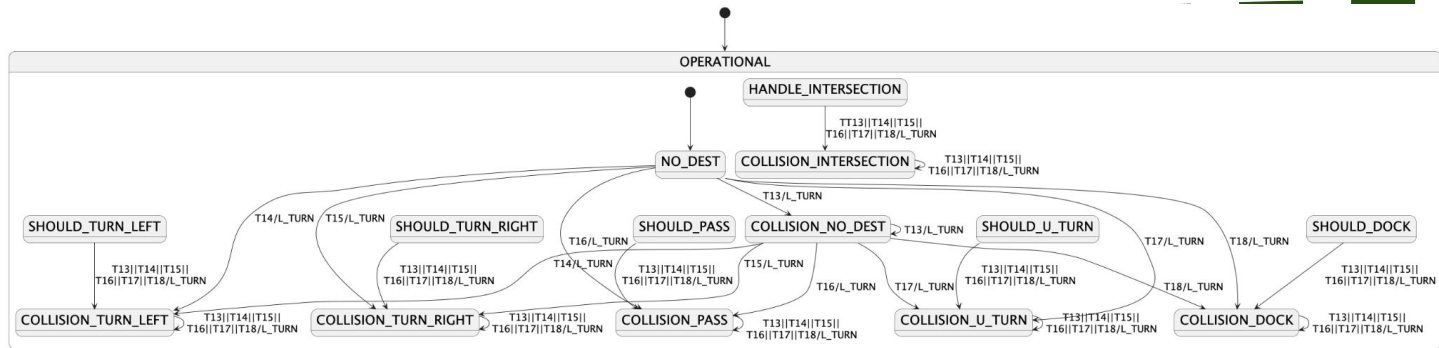 OPERATIONAL
HANDLE_INTERSECTION
TT13||T14||T15||
T16||T17||T18/L_TURN
NO_DEST
COLLISION_INTERSECTION
T13||T14||T15||
T16||T17||T18/L_TURN
T13/L_TURN
T14/L_TURN
T15/L_TURN
T16/L_TURN
T17/L_TURN
T18/L_TURN
SHOULD_TURN_LEFT
SHOULD_TURN_RIGHT
SHOULD_PASS
COLLISION_NO_DEST
T13/L_TURN
SHOULD_U_TURN
SHOULD_DOCK
T13||T14||T15||
T16||T17||T18/L_TURN
T13||T14||T15||
T16||T17||T18/L_TURN
T14/L_TURN
T13||T14||T15||
T16||T17||T18/L_TURN
T15/L_TURN
T16/L_TURN
T17/L_TURN
T13||T14||T15||
T16||T17||T18/L_TURN
T18/L_TURN
T13||T14||T15||
T16||T17||T18/L_TURN
COLLISION_TURN_LEFT
T13||T14||T15||
T16||T17||T18/L_TURN
COLLISION_TURN_RIGHT
T13||T14||T15||
T16||T17||T18/L_TURN
COLLISION_PASS
T13||T14||T15||
T16||T17||T18/L_TURN
COLLISION_U_TURN
T13||T14||T15||
T16||T17||T18/L_TURN
COLLISION_DOCK
T13||T14||T15||
T16||T17||T18/L_TURN